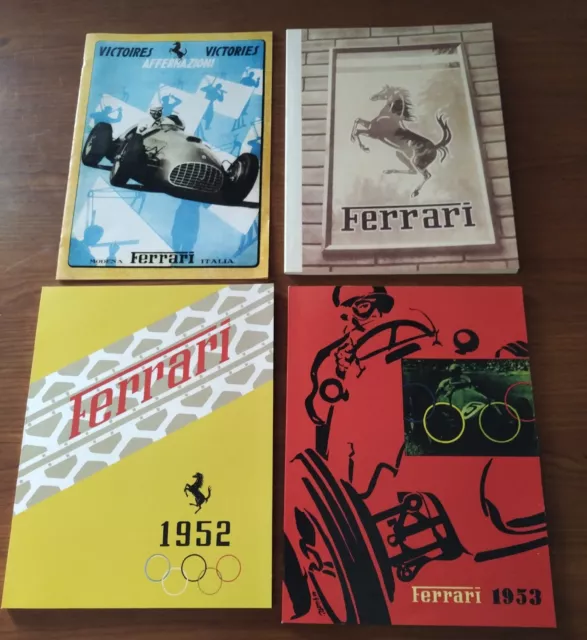 VICTOIRES VICTORIES
AFFERMAZIONI
MODENA Ferrari ITALIA
Ferrari
Ferrari
1952
Ferrari 1953